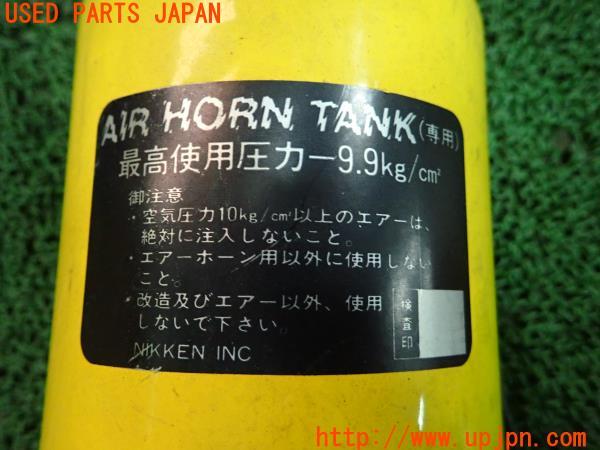 USED PARTS JAPAN
AIR HORN TANK(専用)
最高使用圧力—9.9kg/cm²
御注意
・空気圧力10kg/cm²以上のエアーは、
絶対に注入しないこと。
・エアーホーン用以外に使用しない
こと。
・改造及びエアー以外、使用
しないで下さい。
検査印
NIKKEN INC
http://www.upjpn.com